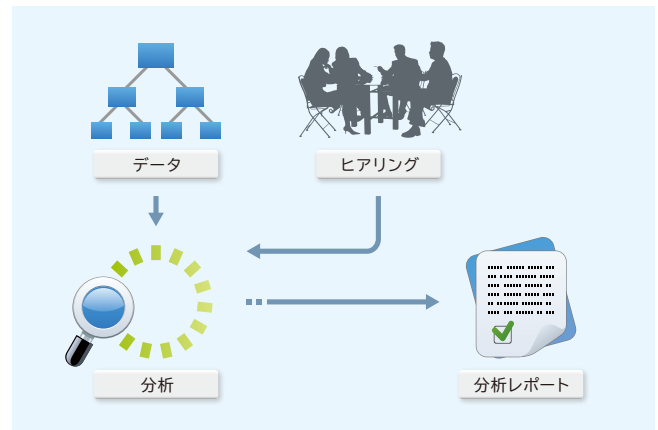 データ
ヒアリング
分析
分析レポート